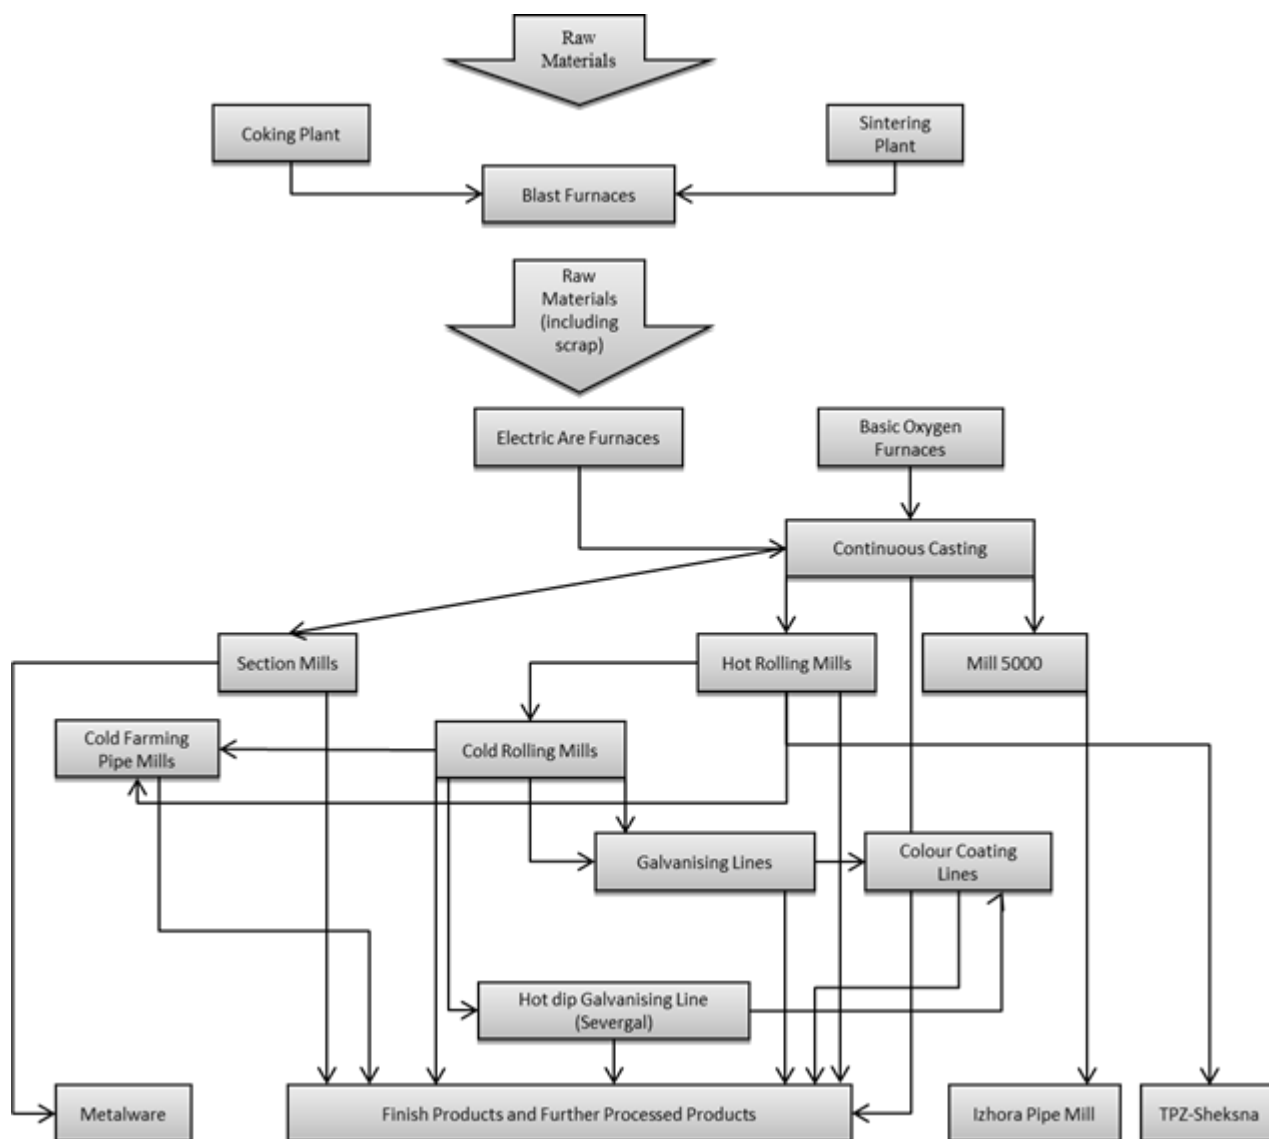 Raw
Materials
Coking Plant
Sintering
Plant
Blast Furnaces
Raw
Materials
(including
scrap)
Electric Are Furnaces
Basic Oxygen
Furnaces
Continuous Casting
Section Mills
Hot Rolling Mills
Mill 5000
Cold Farming
Pipe Mills
Cold Rolling Mills
Galvanising Lines
Colour Coating
Lines
Hot dip Galvanising Line
(Severgal)
Metalware
Finish Products and Further Processed Products
Izhora Pipe Mill
TPZ-Sheksna